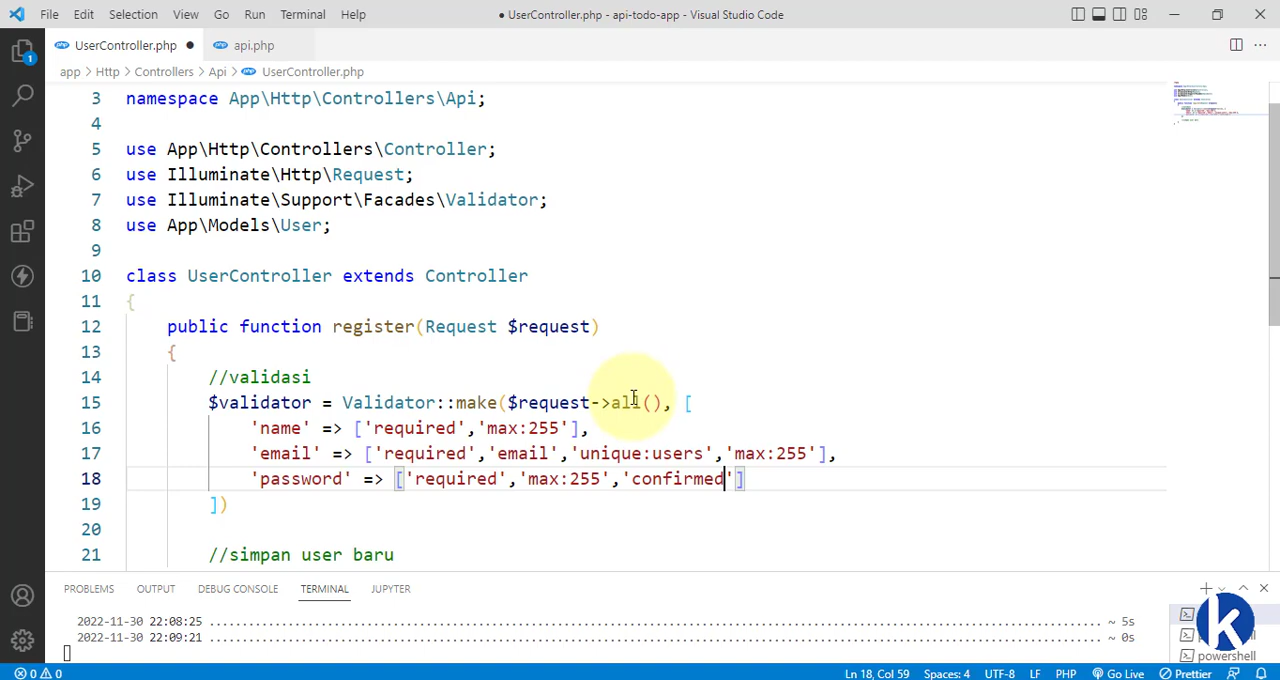 File Edit Selection View Go Run Terminal Help
● UserController.php - api-todo-app - Visual Studio Code
UserController.php ●
api.php
app > Http > Controllers > Api > UserController.php
3 namespace App\Http\Controllers\Api;
4
5 use App\Http\Controllers\Controller;
6 use Illuminate\Http\Request;
7 use Illuminate\Support\Facades\Validator;
8 use App\Models\User;
9
10 class UserController extends Controller
11 {
12 public function register(Request $request)
13 {
14 //validasi
15 $validator = Validator::make($request->all(), [
16 'name' => ['required','max:255'],
17 'email' => ['required','email','unique:users','max:255'],
18 'password' => ['required','max:255','confirmed']
19 ])
20
21 //simpan user baru
PROBLEMS OUTPUT DEBUG CONSOLE TERMINAL JUPYTER
2022-11-30 22:08:25 .................................................................................................... ~ 5s
2022-11-30 22:09:21 .................................................................................................... ~ 0s
k
powershell
0 0 Ln 18, Col 59 Spaces: 4 UTF-8 LF PHP Go Live Prettier
1